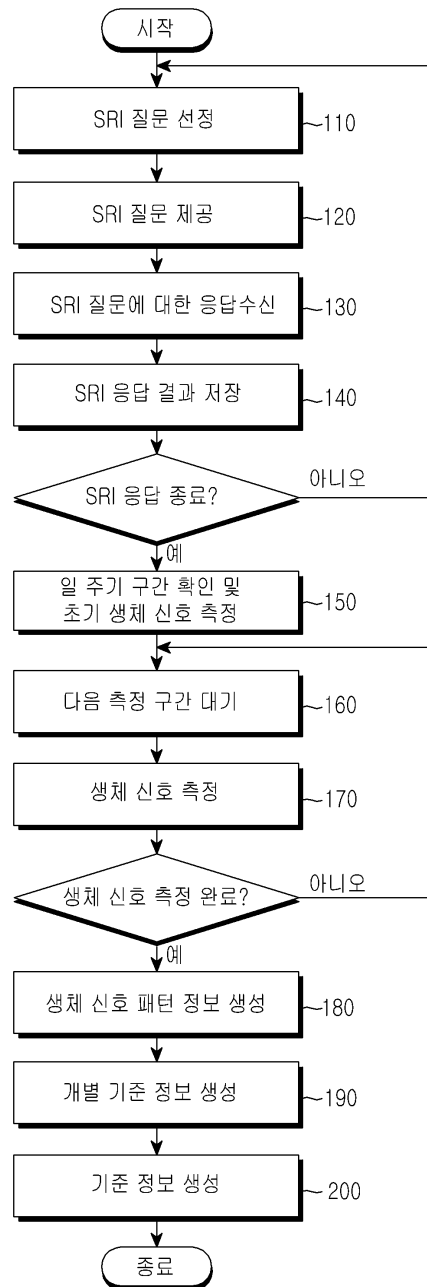 시작
SRI 질문 선정
110
SRI 질문 제공
120
SRI 질문에 대한 응답수신
130
SRI 응답 결과 저장
140
SRI 응답 종료?
아니오
예
일 주기 구간 확인 및
초기 생체 신호 측정
150
다음 측정 구간 대기
160
생체 신호 측정
170
생체 신호 측정 완료?
아니오
예
생체 신호 패턴 정보 생성
180
개별 기준 정보 생성
190
기준 정보 생성
200
종료